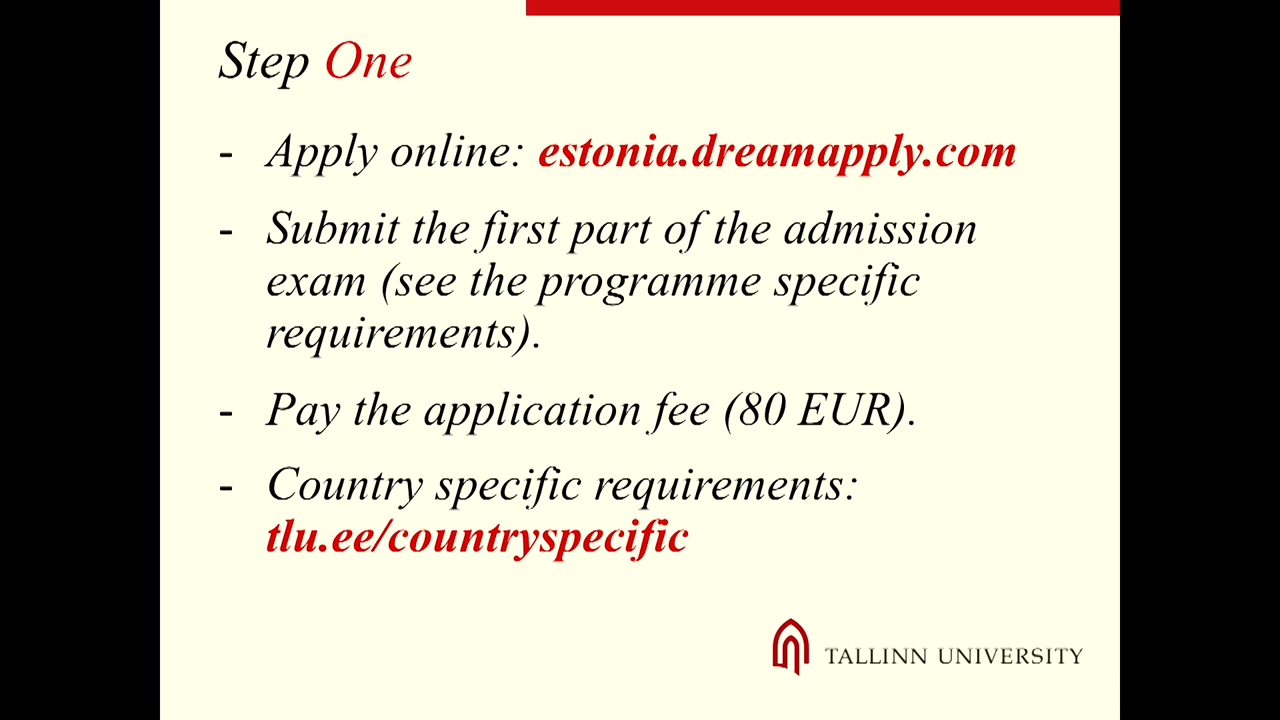 Step One
- Apply online: estonia.dreamapply.com
- Submit the first part of the admission
exam (see the programme specific
requirements).
- Pay the application fee (80 EUR).
- Country specific requirements:
tlu.ee/countryspecific
TALLINN UNIVERSITY